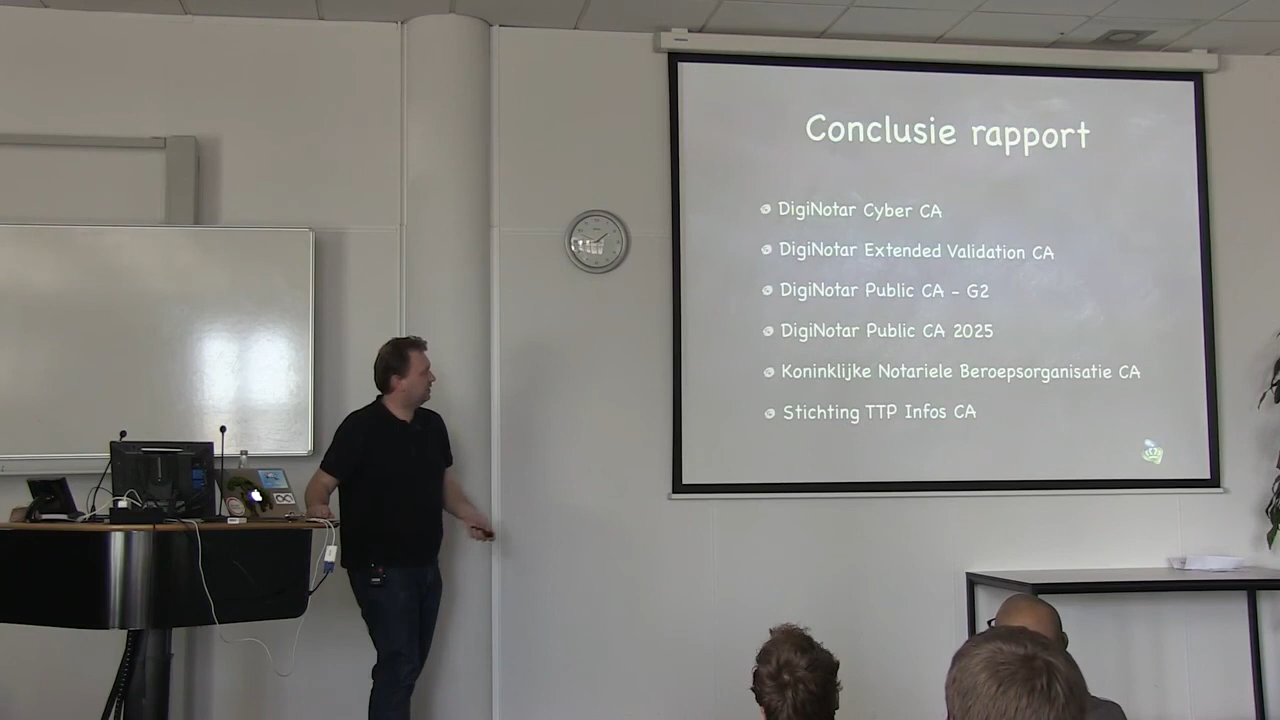 Conclusie rapport
DigiNotar Cyber CA
DigiNotar Extended Validation CA
DigiNotar Public CA - G2
DigiNotar Public CA 2025
Koninklijke Notariele Beroepsorganisatie CA
Stichting TTP Infos CA